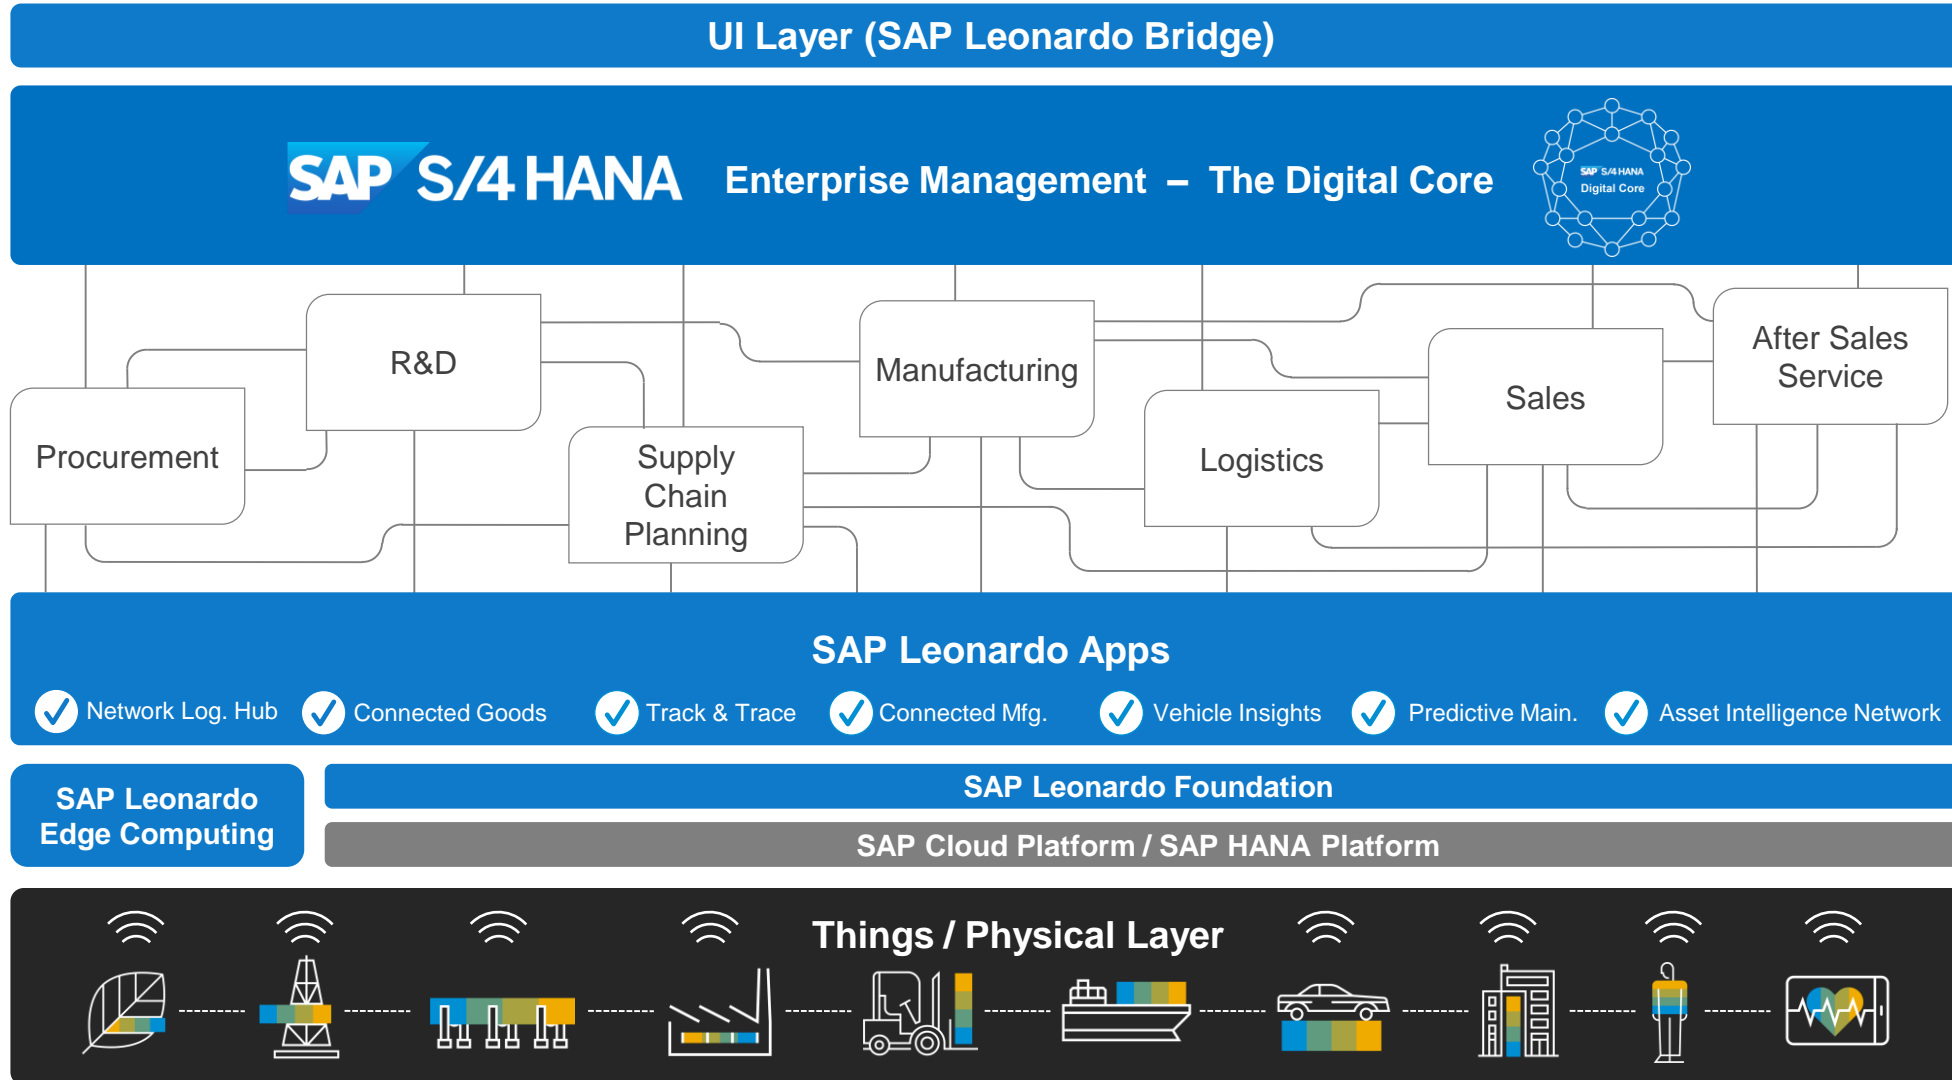 UI Layer (SAP Leonardo Bridge)
SAP S/4 HANA Enterprise Management – The Digital Core
SAP S/4 HANA
Digital Core
R&D
Procurement
Supply
Chain
Planning
Manufacturing
Logistics
Sales
After Sales
Service
SAP Leonardo Apps
Network Log. Hub
Connected Goods
Track & Trace
Connected Mfg.
Vehicle Insights
Predictive Main.
Asset Intelligence Network
SAP Leonardo
Edge Computing
SAP Leonardo Foundation
SAP Cloud Platform / SAP HANA Platform
Things / Physical Layer